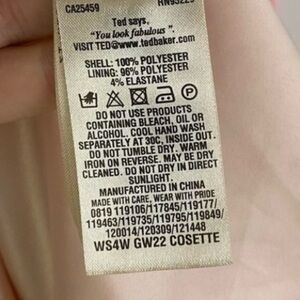 CA25459 RN93229
Ted says,
"You look fabulous".
VISIT TED@www.tedbaker.com
SHELL: 100% POLYESTER
LINING: 96% POLYESTER
4% ELASTANE
P
DO NOT USE PRODUCTS
CONTAINING BLEACH, OIL OR
ALCOHOL. COOL HAND WASH
SEPARATELY AT 30C, INSIDE OUT.
DO NOT TUMBLE DRY. WARM
IRON ON REVERSE. MAY BE DRY
CLEANED. DO NOT DRY IN DIRECT
SUNLIGHT.
MANUFACTURED IN CHINA
MADE WITH CARE, WEAR WITH PRIDE
0819 119106/117845/119177/
119463/119735/119795/119849/
120014/120309/121448
WS4W GW22 COSETTE